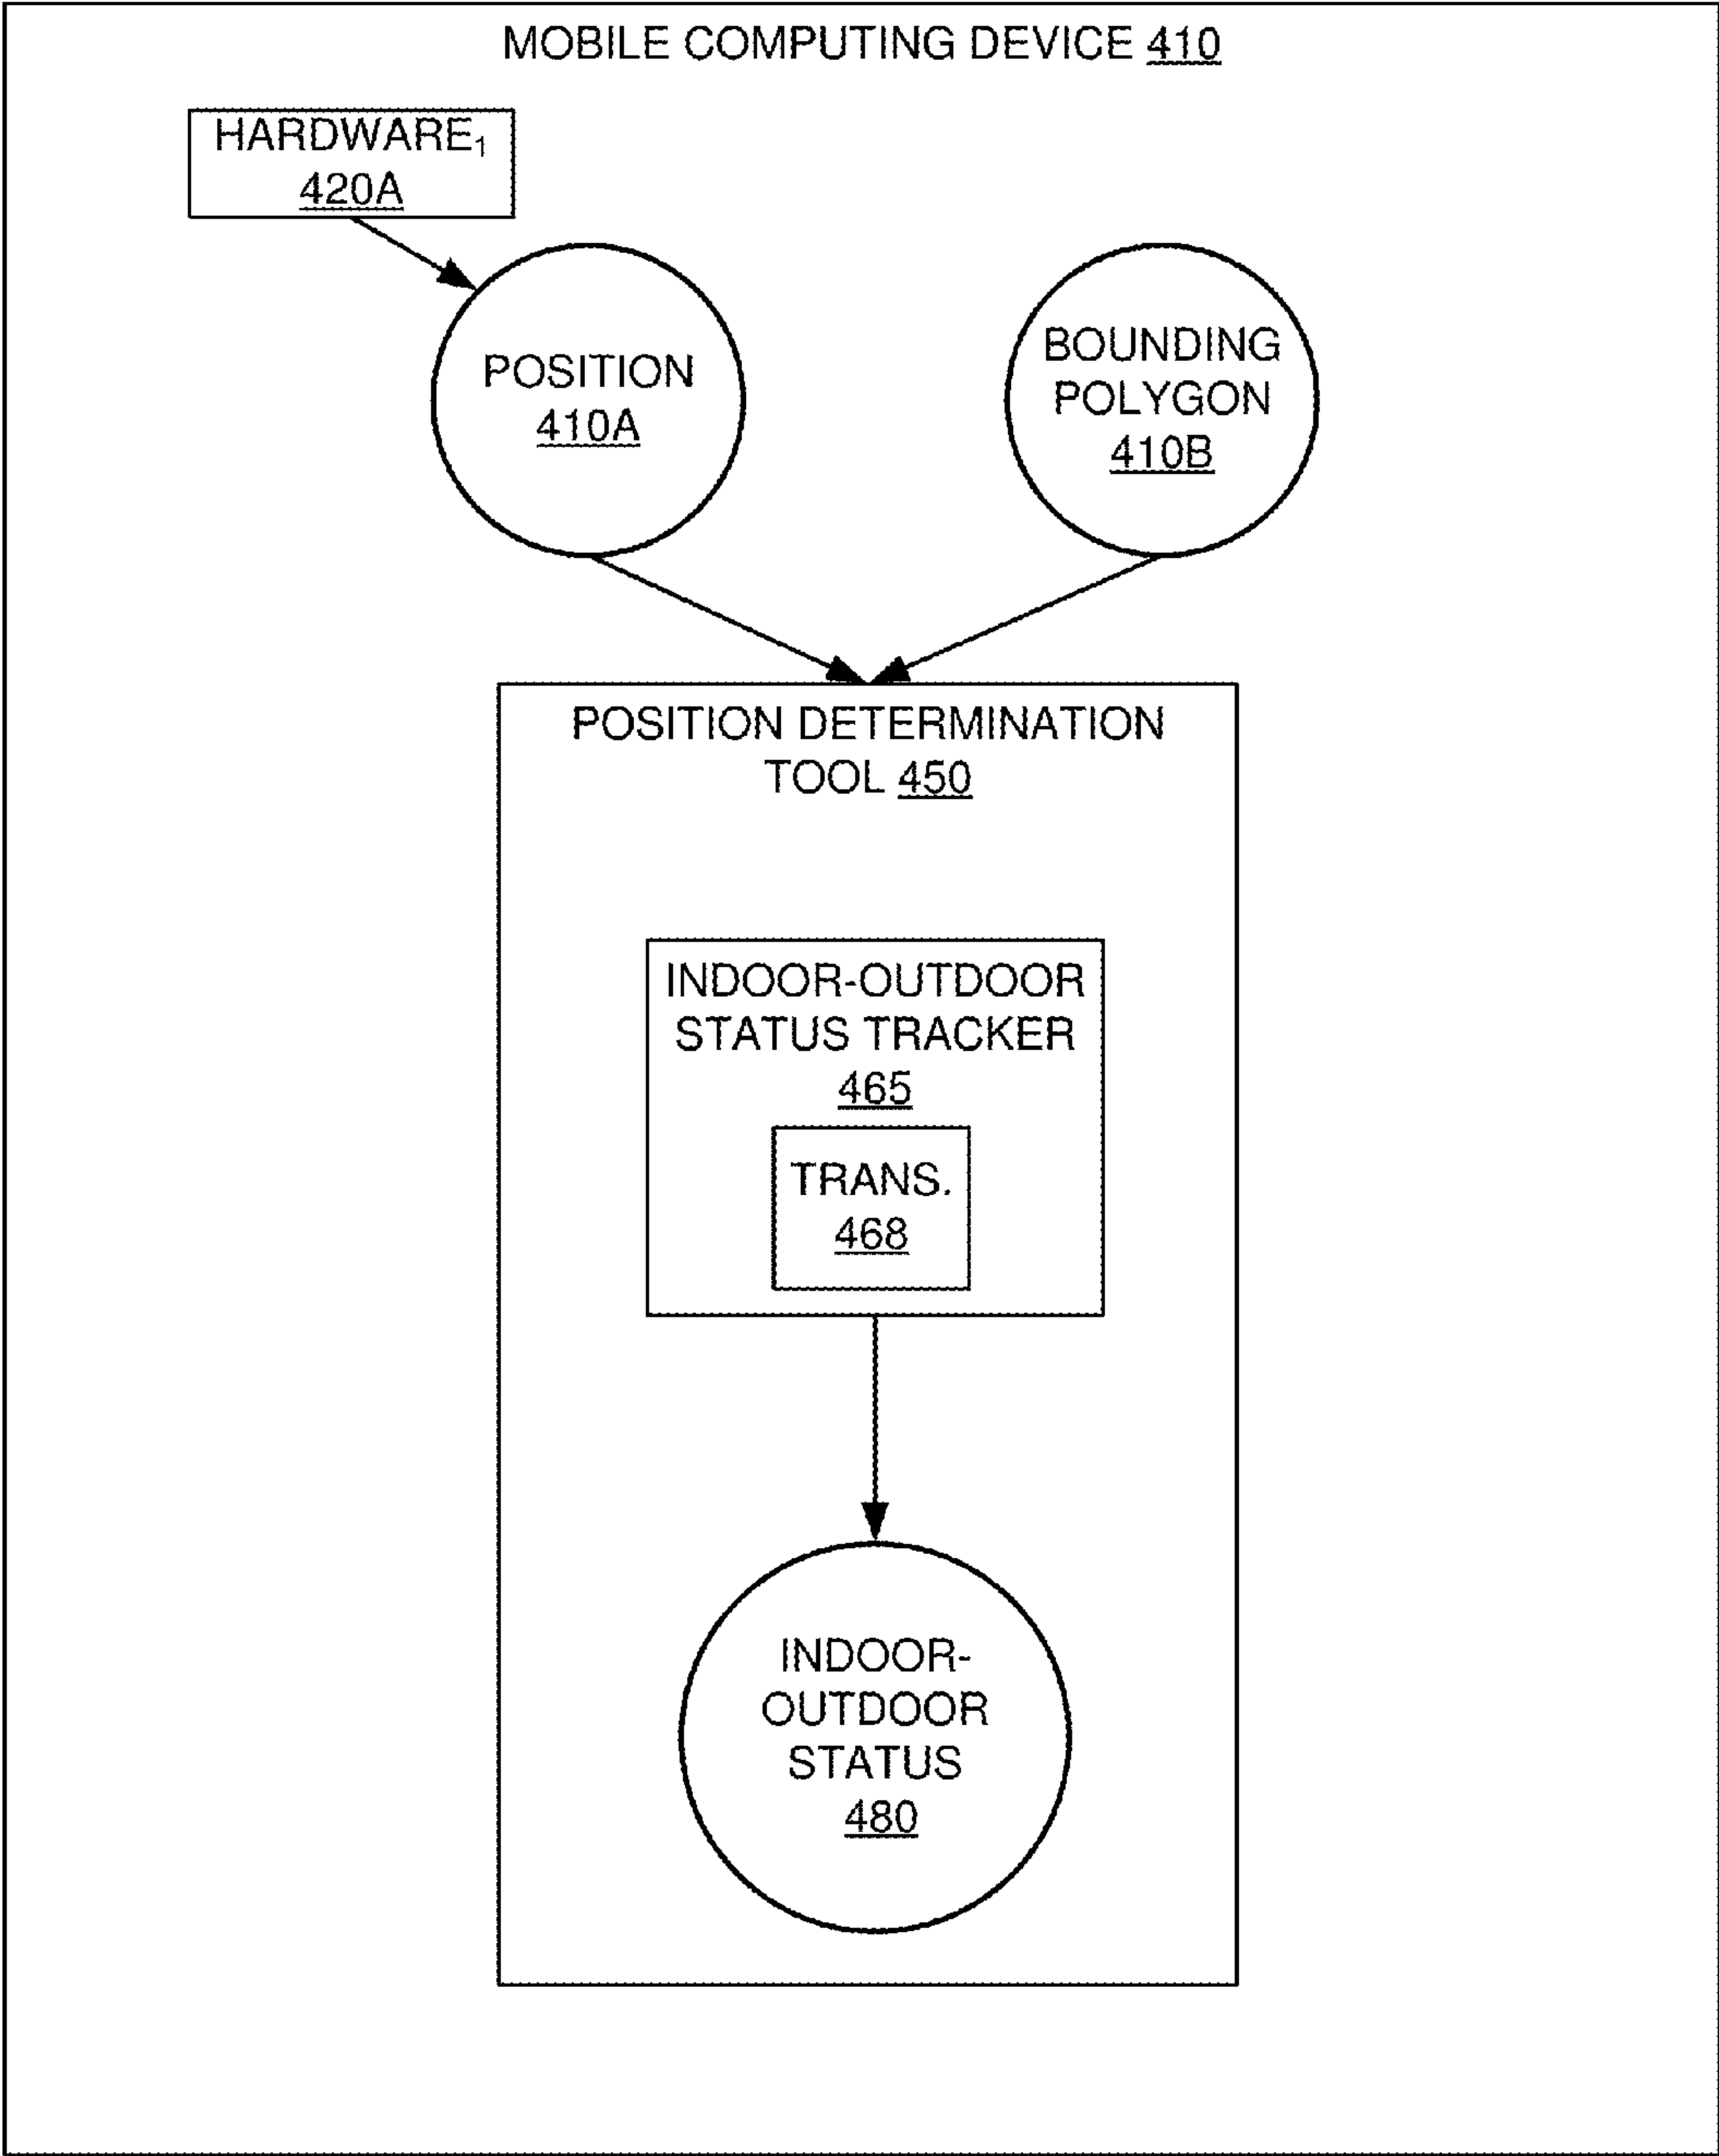 MOBILE COMPUTING DEVICE 410
HARDWARE₁
420A
POSITION
410A
BOUNDING
POLYGON
410B
POSITION DETERMINATION
TOOL 450
INDOOR-OUTDOOR
STATUS TRACKER
465
TRANS.
468
INDOOR-
OUTDOOR
STATUS
480